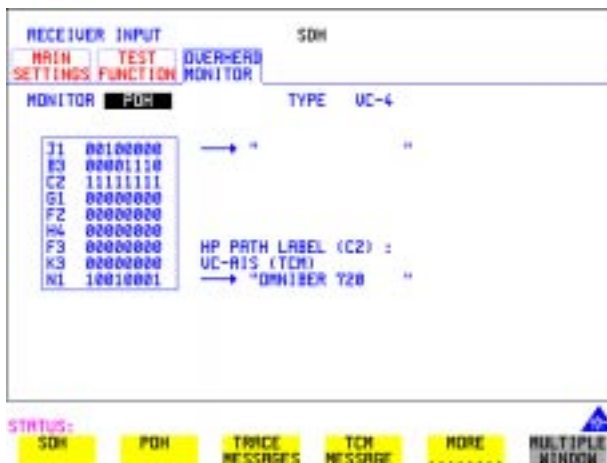 RECEIVER INPUT SDH
MAIN SETTINGS TEST FUNCTION OVERHEAD MONITOR
MONITOR POH TYPE VC-4
J1 00100000 → " "
B3 00001110
C2 11111111
G1 00000000
F2 00000000
H4 00000000
F3 00000000 HP PATH LABEL (C2) :
K3 00000000 VC-AIS (TCM)
N1 10010001 → "OMNIBER 720 "
STATUS:
SDH POH TRACE MESSAGES TCM MESSAGE MORE ........ MULTIPLE WINDOW